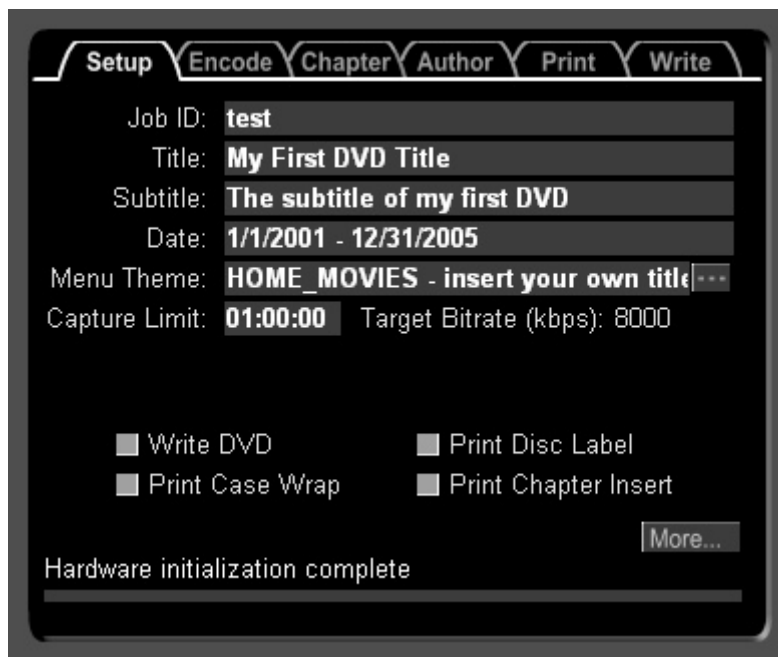 Setup Encode Chapter Author Print Write
Job ID: test
Title: My First DVD Title
Subtitle: The subtitle of my first DVD
Date: 1/1/2001 - 12/31/2005
Menu Theme: HOME_MOVIES - insert your own title ...
Capture Limit: 01:00:00 Target Bitrate (kbps): 8000
Write DVD Print Disc Label
Print Case Wrap Print Chapter Insert
More...
Hardware initialization complete